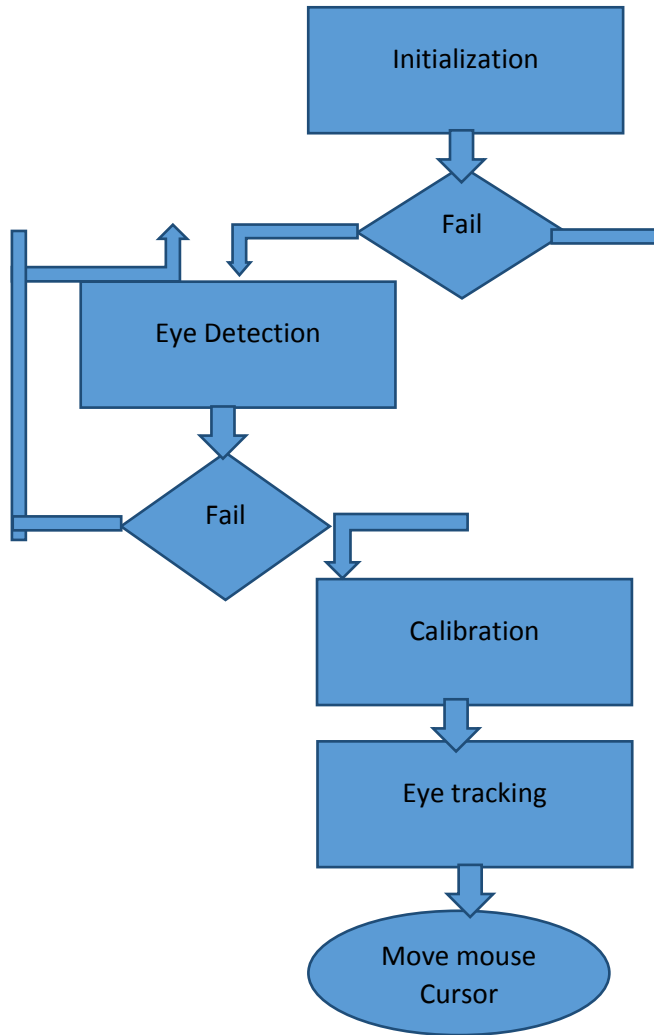 Initialization
Fail
Eye Detection
Fail
Calibration
Eye tracking
Move mouse
Cursor